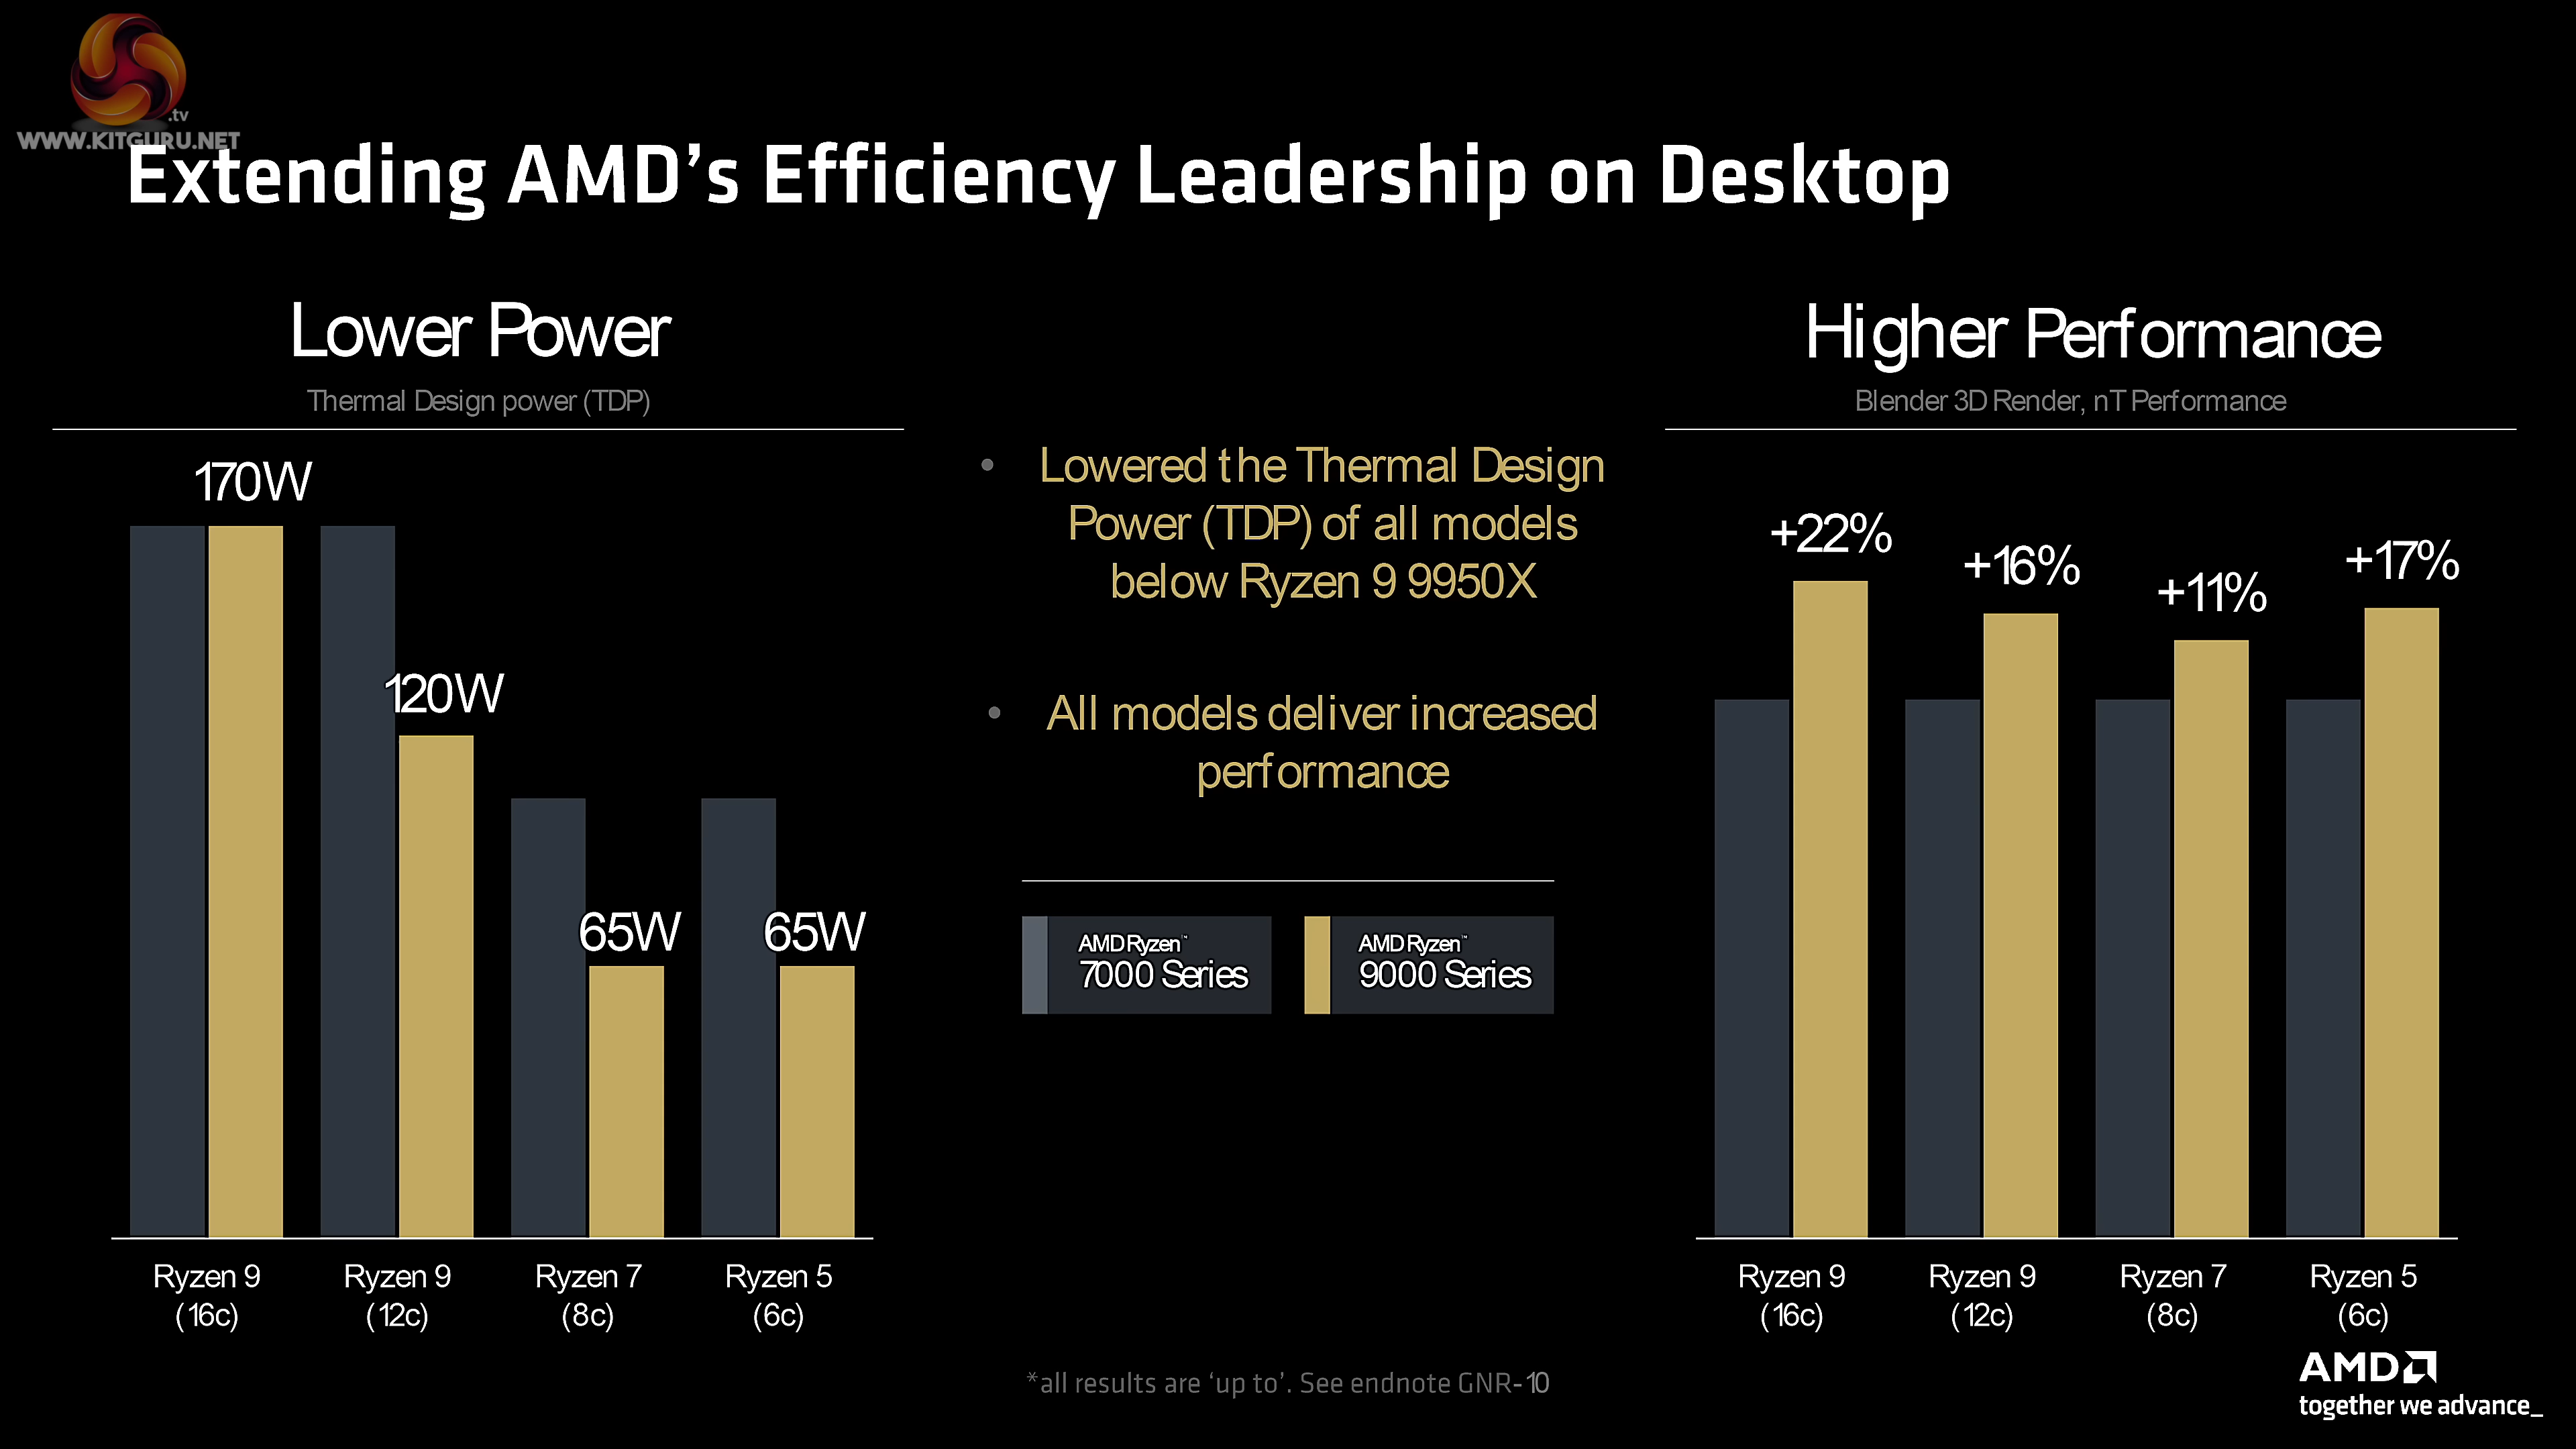 .tv
WWW.KITGURU.NET
Extending AMD’s Efficiency Leadership on Desktop
Lower Power
Thermal Design power (TDP)
170W
120W
65W
65W
Ryzen 9
(16c)
Ryzen 9
(12c)
Ryzen 7
(8c)
Ryzen 5
(6c)
• Lowered the Thermal Design
Power (TDP) of all models
below Ryzen 9 9950X
• All models deliver increased
performance
AMD Ryzen™
7000 Series
AMD Ryzen™
9000 Series
Higher Performance
Blender 3D Render, nT Performance
+22%
+16%
+11%
+17%
Ryzen 9
(16c)
Ryzen 9
(12c)
Ryzen 7
(8c)
Ryzen 5
(6c)
*all results are ‘up to’. See endnote GNR-10
AMD
together we advance_